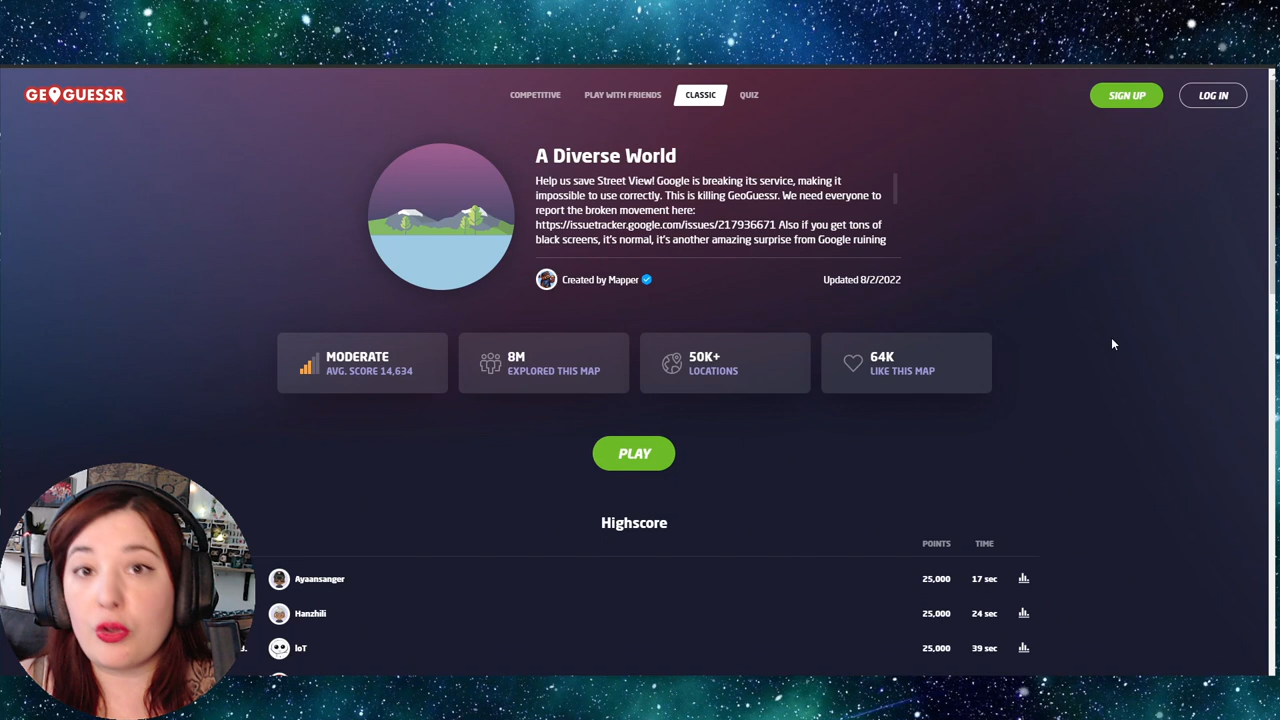 GEOGUESSR
COMPETITIVE PLAY WITH FRIENDS CLASSIC QUIZ
SIGN UP LOG IN
A Diverse World
Help us save Street View! Google is breaking its service, making it
impossible to use correctly. This is killing GeoGuessr. We need everyone to
report the broken movement here:
https://issuetracker.google.com/issues/217936671 Also if you get tons of
black screens, it's normal, it's another amazing surprise from Google ruining
Created by Mapper Updated 8/2/2022
MODERATE
AVG. SCORE 14,634
8M
EXPLORED THIS MAP
50K+
LOCATIONS
64K
LIKE THIS MAP
PLAY
Highscore
POINTS TIME
Ayaansanger 25,000 17 sec
Hanzhili 25,000 24 sec
25,000 39 sec